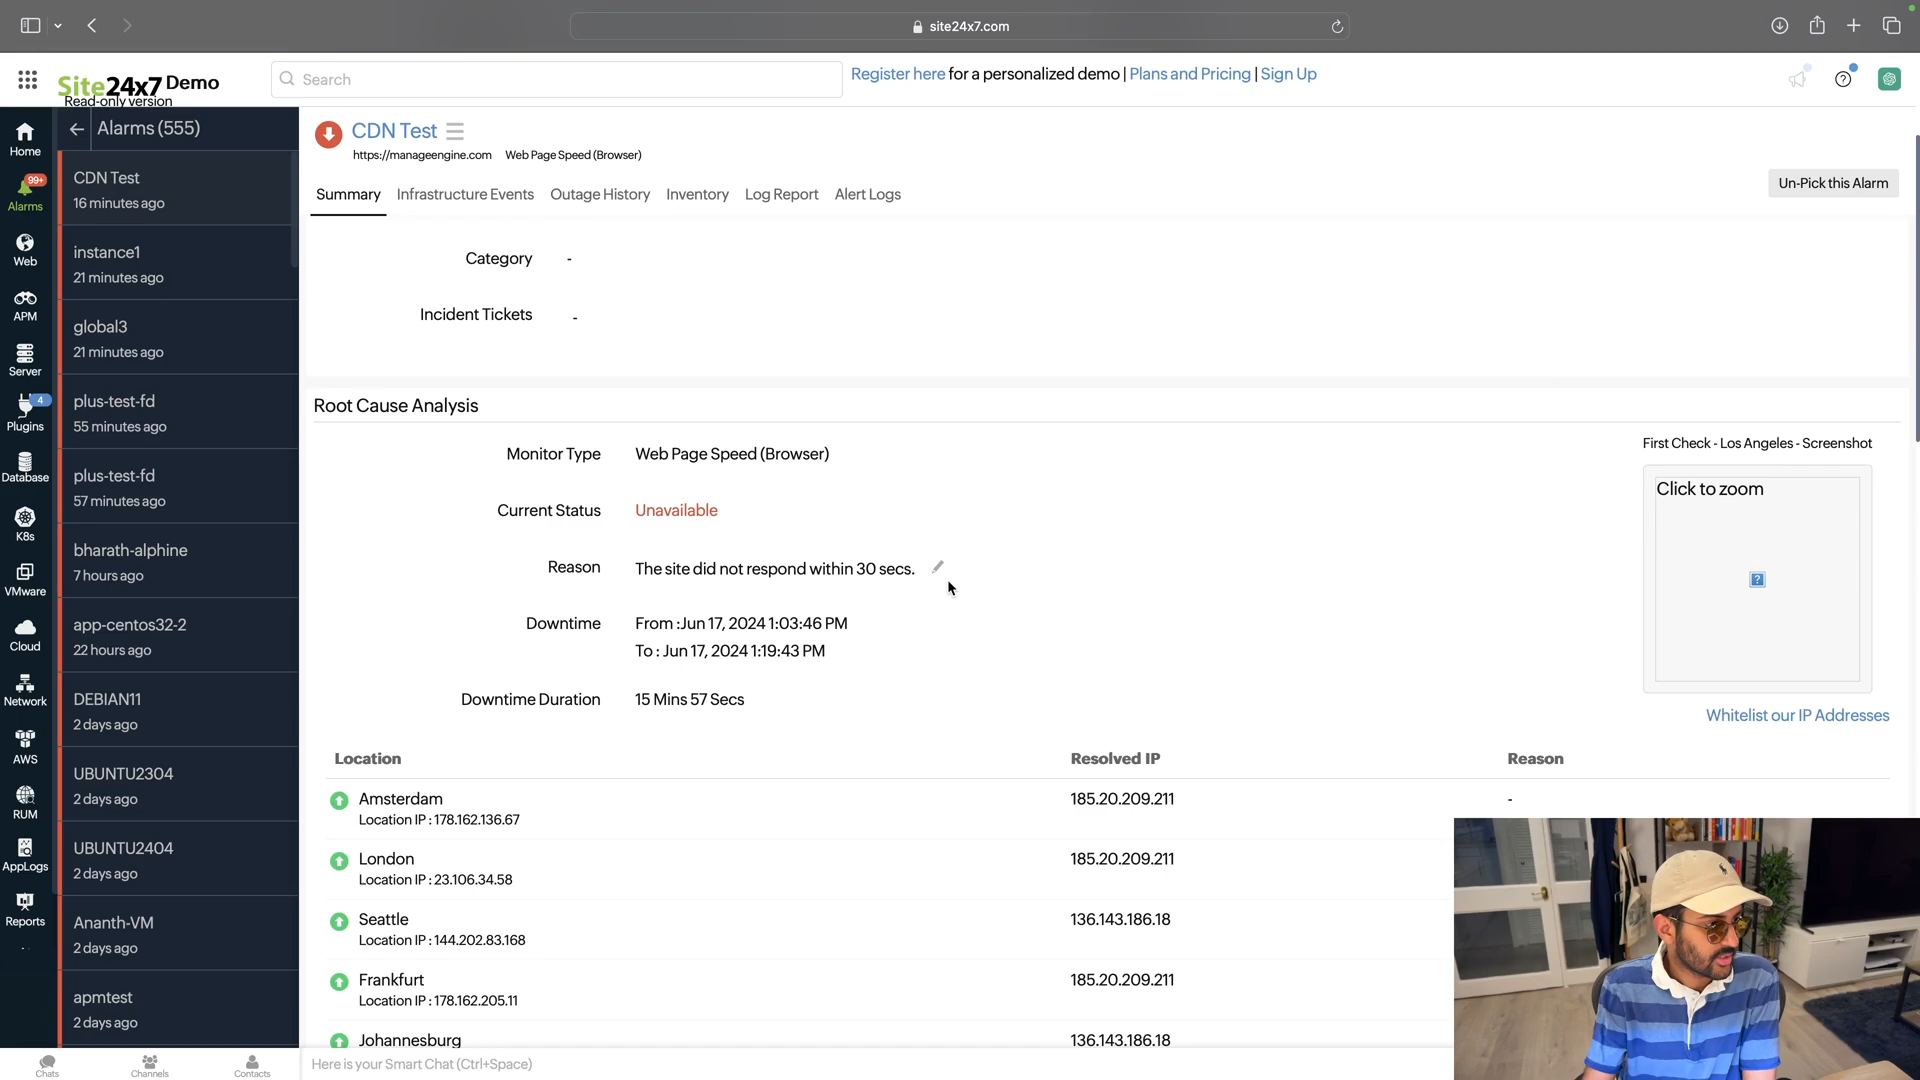 site24x7.com
Site24x7 Demo
Read-only version
Search
Register here for a personalized demo | Plans and Pricing | Sign Up
Home
99+
Alarms
Web
APM
Server
4
Plugins
Database
K8s
VMware
Cloud
Network
AWS
RUM
AppLogs
Reports
Alarms (555)
CDN Test
16 minutes ago
instance1
21 minutes ago
global3
21 minutes ago
plus-test-fd
55 minutes ago
plus-test-fd
57 minutes ago
bharath-alphine
7 hours ago
app-centos32-2
22 hours ago
DEBIAN11
2 days ago
UBUNTU2304
2 days ago
UBUNTU2404
2 days ago
Ananth-VM
2 days ago
apmtest
2 days ago
CDN Test
https://manageengine.com Web Page Speed (Browser)
Summary Infrastructure Events Outage History Inventory Log Report Alert Logs
Un-Pick this Alarm
Category -
Incident Tickets -
Root Cause Analysis
Monitor Type Web Page Speed (Browser)
Current Status Unavailable
Reason The site did not respond within 30 secs.
Downtime From :Jun 17, 2024 1:03:46 PM
To : Jun 17, 2024 1:19:43 PM
Downtime Duration 15 Mins 57 Secs
First Check - Los Angeles - Screenshot
Click to zoom
Whitelist our IP Addresses
Location Resolved IP Reason
Amsterdam 185.20.209.211 -
Location IP : 178.162.136.67
London 185.20.209.211
Location IP : 23.106.34.58
Seattle 136.143.186.18
Location IP : 144.202.83.168
Frankfurt 185.20.209.211
Location IP : 178.162.205.11
Johannesburg 136.143.186.18
Chats Channels Contacts
Here is your Smart Chat (Ctrl+Space)